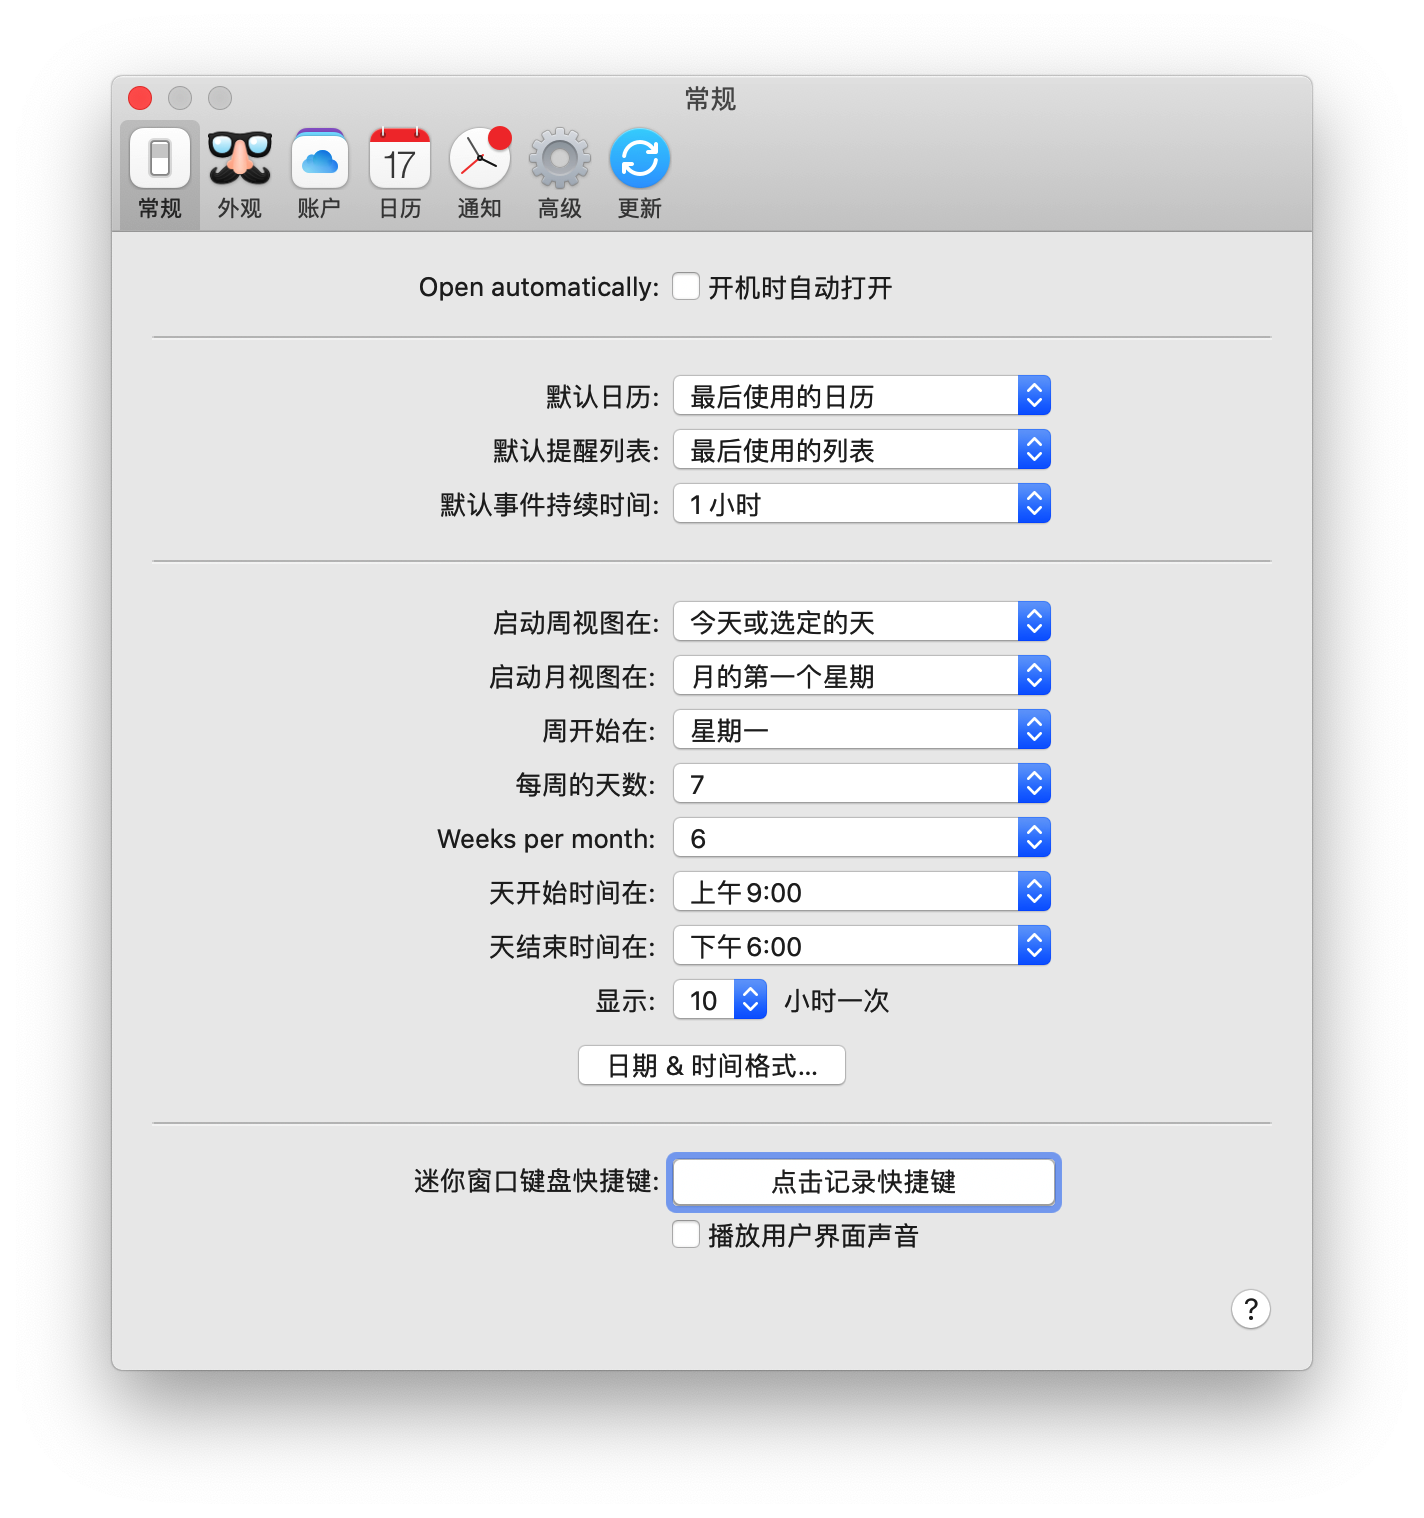 常规
常规 外观 账户 日历 通知 高级 更新
17
Open automatically: 开机时自动打开
默认日历: 最后使用的日历
默认提醒列表: 最后使用的列表
默认事件持续时间: 1 小时
启动周视图在: 今天或选定的天
启动月视图在: 月的第一个星期
周开始在: 星期一
每周的天数: 7
Weeks per month: 6
天开始时间在: 上午 9:00
天结束时间在: 下午 6:00
显示: 10 小时一次
日期 & 时间格式...
迷你窗口键盘快捷键: 点击记录快捷键
播放用户界面声音
?